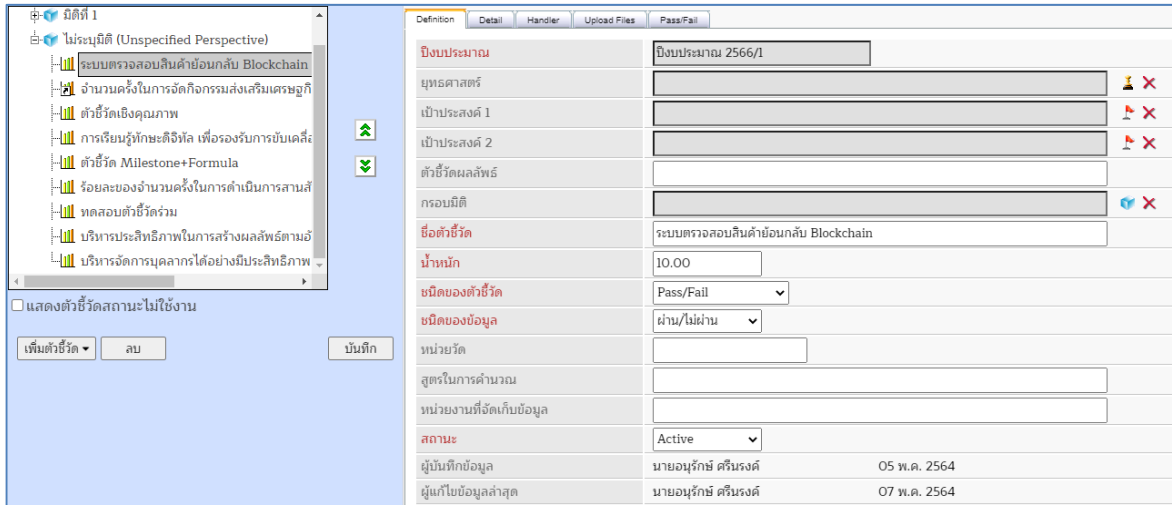 มิติที่ 1
ไม่ระบุมิติ (Unspecified Perspective)
ระบบตรวจสอบสินค้าย้อนกลับ Blockchain
จำนวนครั้งในการจัดกิจกรรมส่งเสริมเศรษฐกิ
ตัวชี้วัดเชิงคุณภาพ
การเรียนรู้ทักษะดิจิทัล เพื่อรองรับการขับเคลื่อ
ตัวชี้วัด Milestone+Formula
ร้อยละของจำนวนครั้งในการดำเนินการสานสั
ทดสอบตัวชี้วัดร่วม
บริหารประสิทธิภาพในการสร้างผลลัพธ์ตามอั
บริหารจัดการบุคลากรได้อย่างมีประสิทธิภาพ
แสดงตัวชี้วัดสถานะไม่ใช้งาน
เพิ่มตัวชี้วัด ลบ บันทึก
Definition Detail Handler Upload Files Pass/Fail
ปีงบประมาณ ปีงบประมาณ 2566/1
ยุทธศาสตร์
เป้าประสงค์ 1
เป้าประสงค์ 2
ตัวชี้วัดผลลัพธ์
กรอบมิติ
ชื่อตัวชี้วัด ระบบตรวจสอบสินค้าย้อนกลับ Blockchain
น้ำหนัก 10.00
ชนิดของตัวชี้วัด Pass/Fail
ชนิดของข้อมูล ผ่าน/ไม่ผ่าน
หน่วยวัด
สูตรในการคำนวณ
หน่วยงานที่จัดเก็บข้อมูล
สถานะ Active
ผู้บันทึกข้อมูล นายอนุรักษ์ ศรีนรงค์ 05 พ.ค. 2564
ผู้แก้ไขข้อมูลล่าสุด นายอนุรักษ์ ศรีนรงค์ 07 พ.ค. 2564